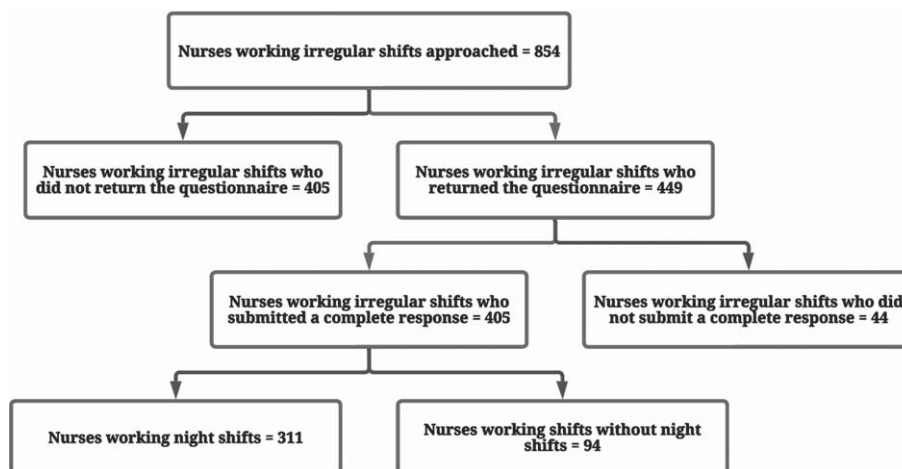 Nurses working irregular shifts approached = 854
Nurses working irregular shifts who
did not return the questionnaire = 405
Nurses working irregular shifts who
returned the questionnaire = 449
Nurses working irregular shifts who
submitted a complete response = 405
Nurses working irregular shifts who did
not submit a complete response = 44
Nurses working night shifts = 311
Nurses working shifts without night
shifts = 94